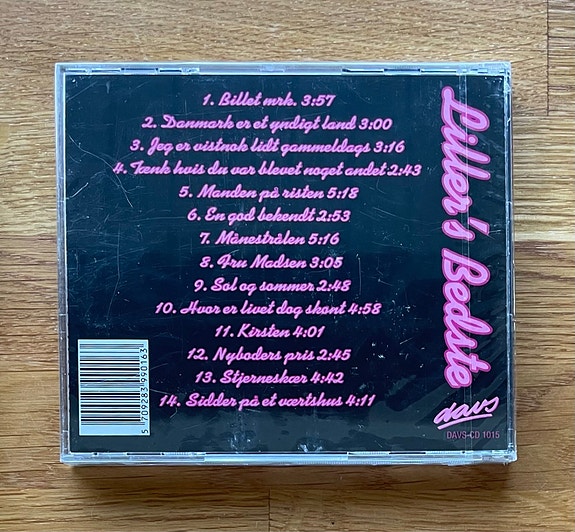 1. Billet mrk. 3:57
2. Danmark er et yndigt land 3:00
3. Jeg er vistnok lidt gammeldags 3:16
4. Tænk hvis du var blevet noget andet 2:43
5. Manden på risten 5:18
6. En god bekendt 2:53
7. Månestrålen 5:16
8. Fru Madsen 3:05
9. Sol og sommer 2:48
10. Hvor er livet dog skønt 4:58
11. Kirsten 4:01
12. Nyboders pris 2:45
13. Stjerneskær 4:42
14. Sidder på et værtshus 4:11
Liller's Bedste
davs
DAVS-CD 1015
5 709283 990163